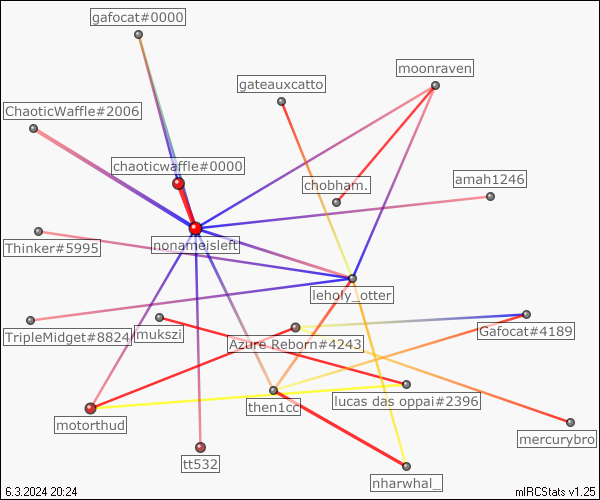 gafocat#0000
moonraven
gateauxcatto
ChaoticWaffle#2006
chaoticwaffle#0000
amah1246
chobham.
nonameisleft
Thinker#5995
leholy_otter
Gafocat#4189
TripleMidget#8824
mukszi
Azure Reborn#4243
lucas das oppai#2396
then1cc
motorthud
mercurybro
tt532
nharwhal_
6.3.2024 20:24
mIRCStats v1.25